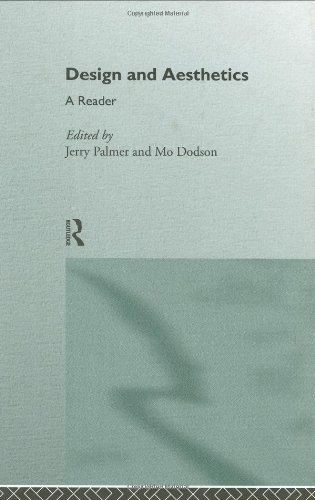 Copyrighted Material
Design and Aesthetics
A Reader
Edited by
Jerry Palmer and Mo Dodson
ROUTLEDGE
Copyrighted Material